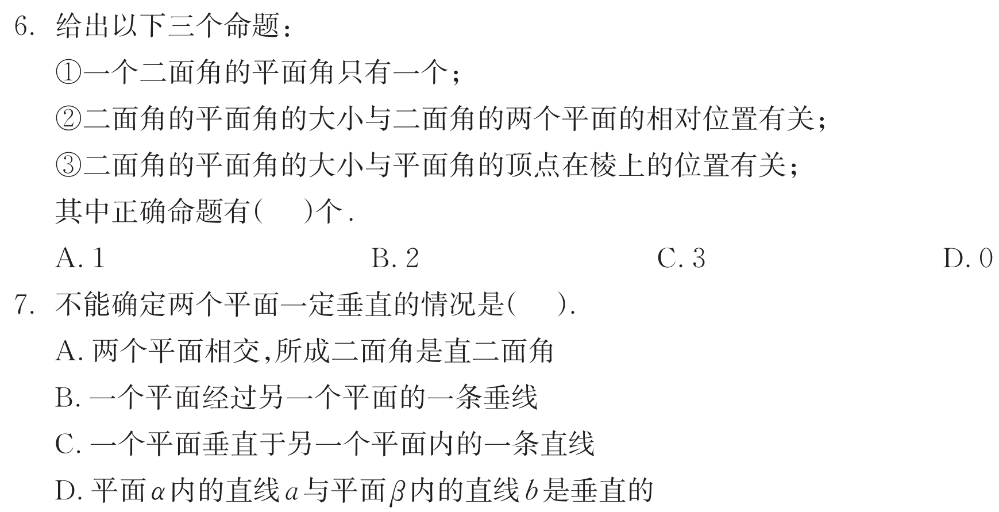 6. 给出以下三个命题：
①一个二面角的平面角只有一个；
②二面角的平面角的大小与二面角的两个平面的相对位置有关；
③二面角的平面角的大小与平面角的顶点在棱上的位置有关；
其中正确命题有(　)个.
A. 1 B. 2 C. 3 D. 0
7. 不能确定两个平面一定垂直的情况是(　).
A. 两个平面相交,所成二面角是直二面角
B. 一个平面经过另一个平面的一条垂线
C. 一个平面垂直于另一个平面内的一条直线
D. 平面α内的直线a与平面β内的直线b是垂直的